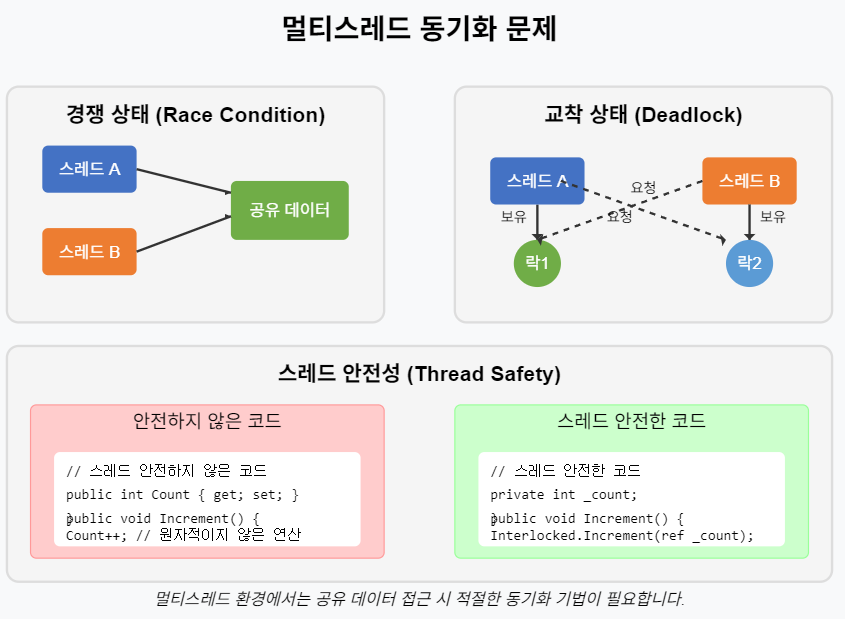 멀티스레드 동기화 문제
경쟁 상태 (Race Condition)
스레드 A
공유 데이터
스레드 B
교착 상태 (Deadlock)
스레드 A
스레드 B
요청
보유
요청
보유
락1
락2
스레드 안전성 (Thread Safety)
안전하지 않은 코드
// 스레드 안전하지 않은 코드
public int Count { get; set; }
public void Increment() {
Count++; // 원자적이지 않은 연산
}
스레드 안전한 코드
// 스레드 안전한 코드
private int _count;
public void Increment() {
Interlocked.Increment(ref _count);
}
멀티스레드 환경에서는 공유 데이터 접근 시 적절한 동기화 기법이 필요합니다.